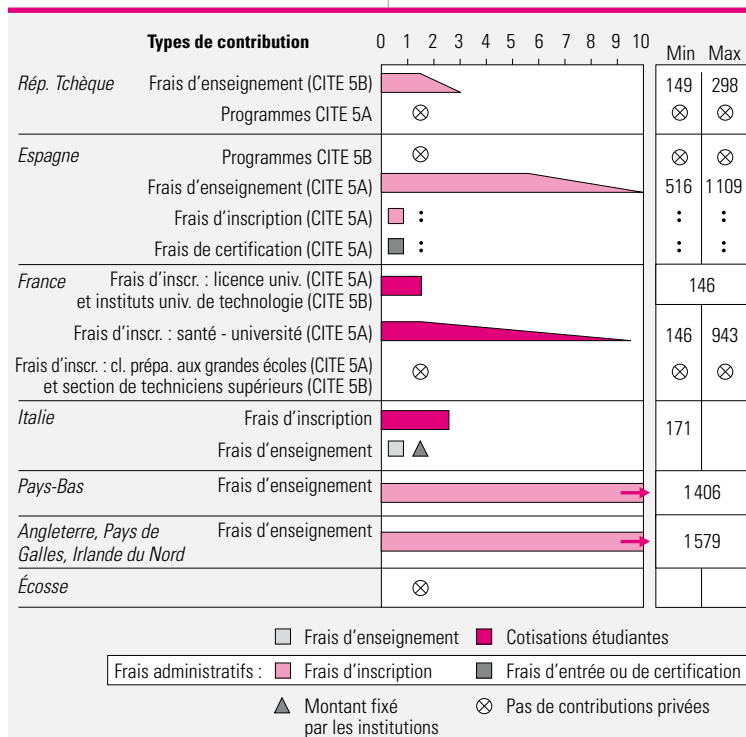 Types de contribution 0 1 2 3 4 5 6 7 8 9 10 Min Max
Rép. Tchèque Frais d'enseignement (CITE 5B) 149 298
Programmes CITE 5A ⊗ ⊗ ⊗
Espagne Programmes CITE 5B ⊗ ⊗ ⊗
Frais d'enseignement (CITE 5A) 516 1 109
Frais d'inscription (CITE 5A) : : :
Frais de certification (CITE 5A) : : :
France Frais d'inscr. : licence univ. (CITE 5A)
et instituts univ. de technologie (CITE 5B) 146
Frais d'inscr. : santé - université (CITE 5A) 146 943
Frais d'inscr. : cl. prépa. aux grandes écoles (CITE 5A)
et section de techniciens supérieurs (CITE 5B) ⊗ ⊗ ⊗
Italie Frais d'inscription 171
Frais d'enseignement
Pays-Bas Frais d'enseignement 1 406
Angleterre, Pays de Frais d'enseignement
Galles, Irlande du Nord 1 579
Écosse ⊗
Frais d'enseignement Cotisations étudiantes
Frais administratifs : Frais d'inscription Frais d'entrée ou de certification
Montant fixé ⊗ Pas de contributions privées
par les institutions